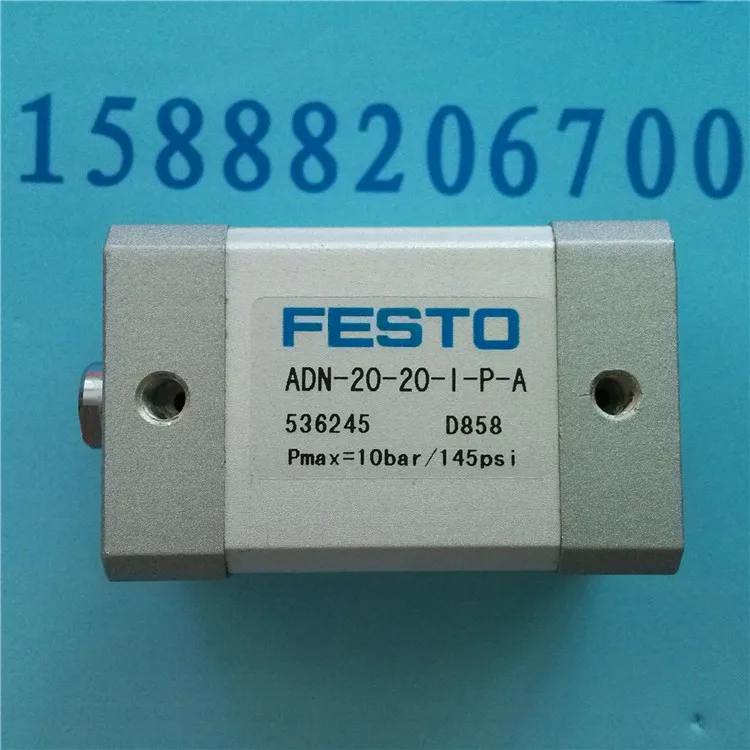 15888206700
FESTO
ADN-20-20-I-P-A
536245 D858
Pmax=10bar/145psi